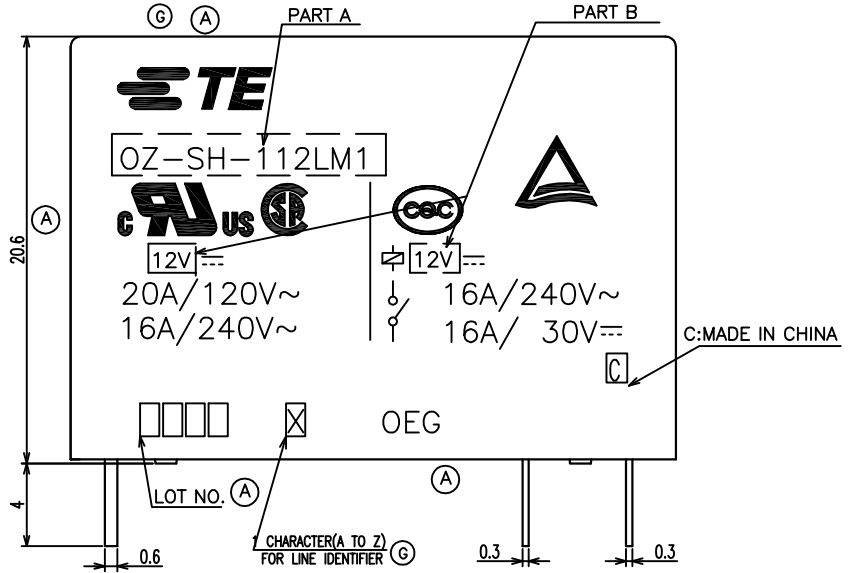 G A
PART A
PART B
TE
OZ-SH-112LM1
C UR US CSA
CQC
A
20.6
12V
12V
20A/120V~
16A/240V~
16A/240V~
16A/ 30V
C:MADE IN CHINA
C
X
OEG
4
LOT NO. A
A
1 CHARACTER(A TO Z)
FOR LINE IDENTIFIER G
0.6
0.3
0.3